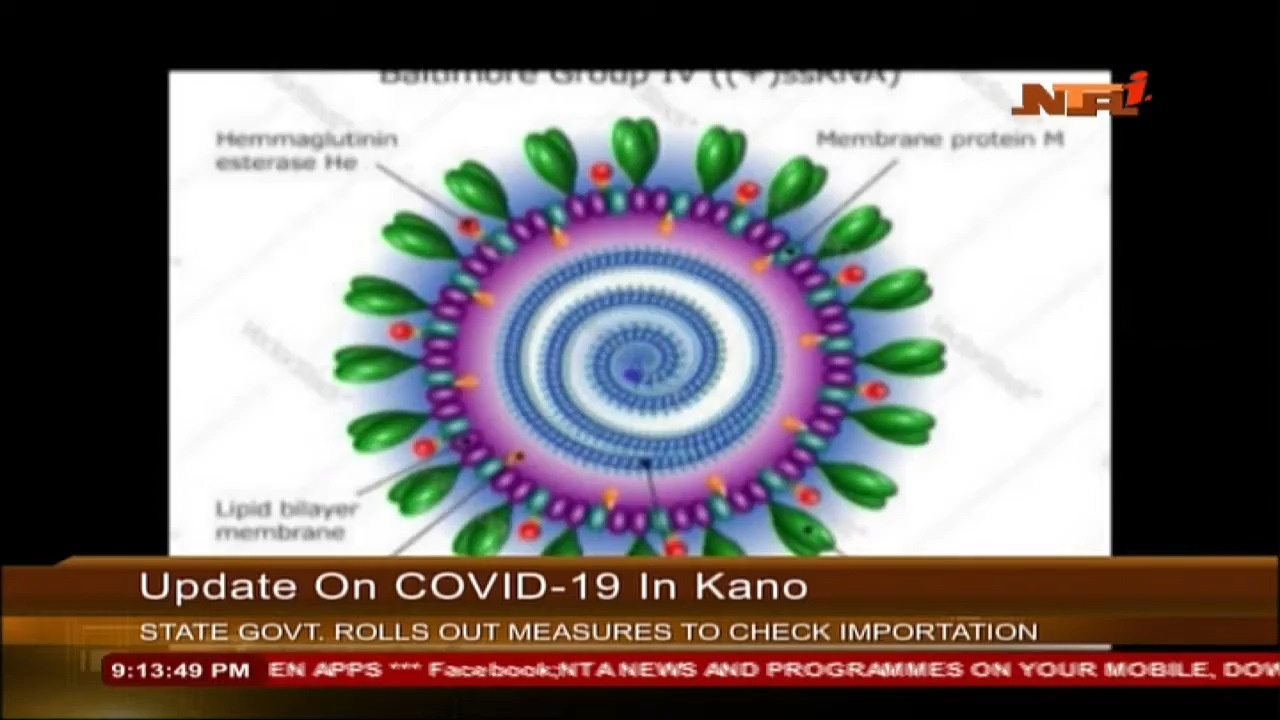 Baltimore Group IV ((+)ssRNA)
NTAi
Hemmaglutinin
esterase He
Membrane protein M
Lipid bilayer
membrane
Update On COVID-19 In Kano
STATE GOVT. ROLLS OUT MEASURES TO CHECK IMPORTATION
9:13:49 PM EN APPS *** Facebook;NTA NEWS AND PROGRAMMES ON YOUR MOBILE, DOW